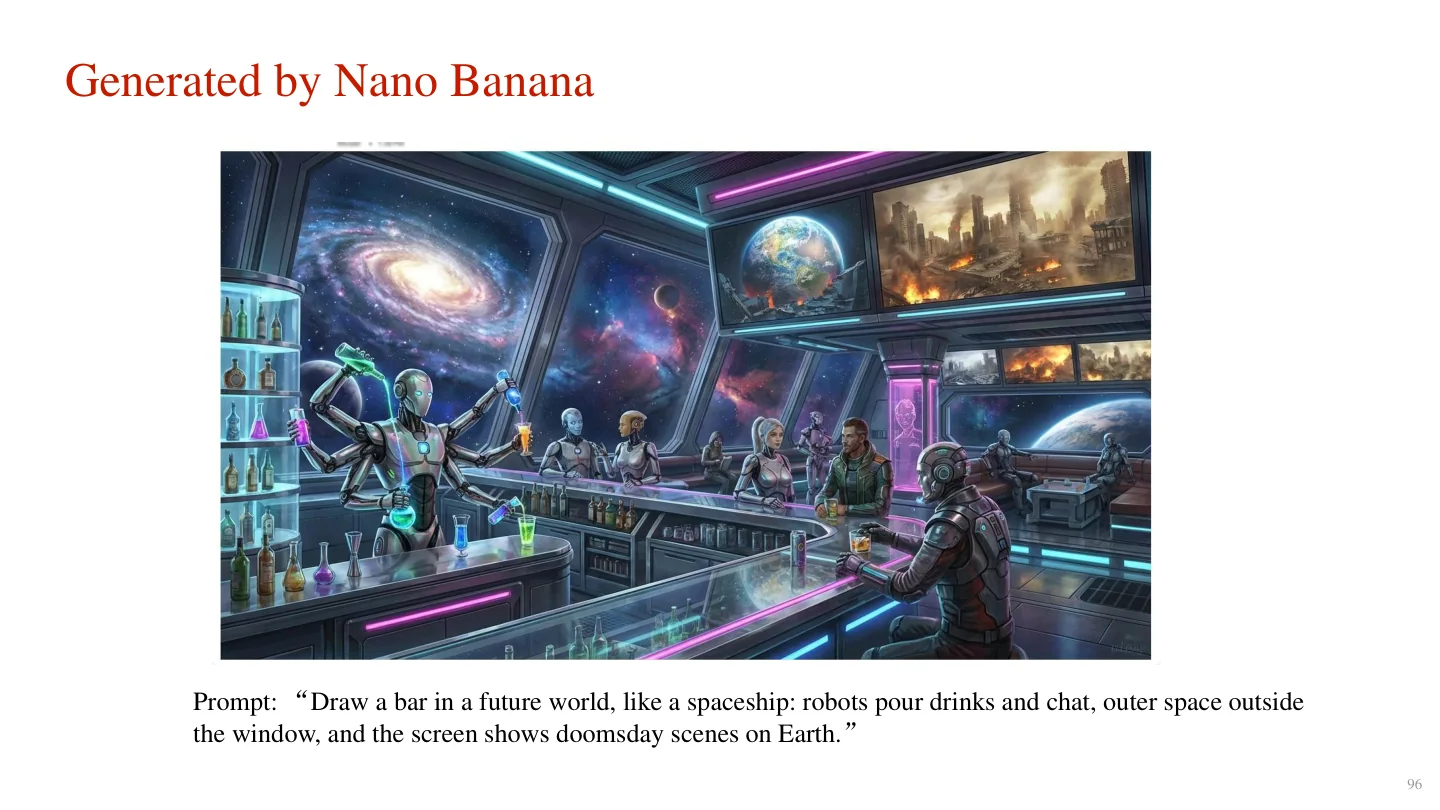 Generated by Nano Banana
Prompt: “Draw a bar in a future world, like a spaceship: robots pour drinks and chat, outer space outside
the window, and the screen shows doomsday scenes on Earth.”
96